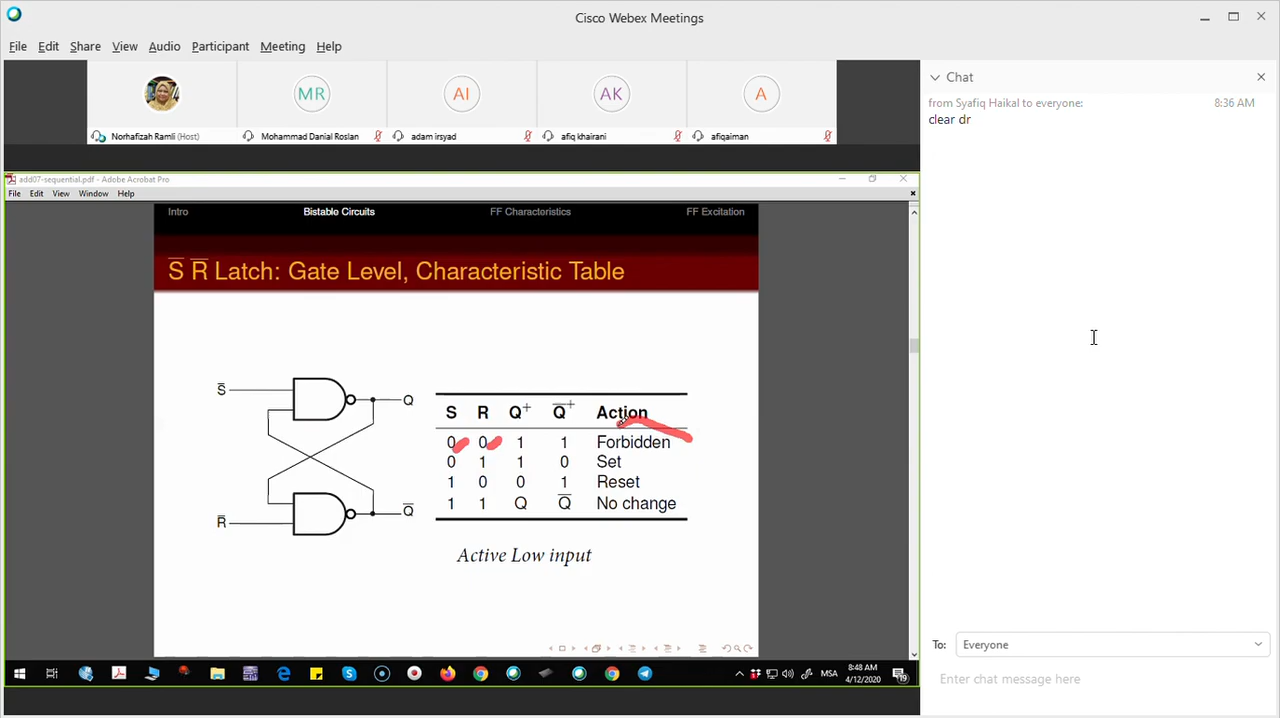 Cisco Webex Meetings
File Edit Share View Audio Participant Meeting Help
MR AI AK A
Norhafizah Ramli (Host) Mohammad Danial Roslan adam irsyad afiq khairani afiqaiman
Chat
from Syafiq Haikal to everyone: 8:36 AM
clear dr
add07-sequential.pdf - Adobe Acrobat Pro
File Edit View Window Help
Intro Bistable Circuits FF Characteristics FF Excitation
S̅ R̅ Latch: Gate Level, Characteristic Table
S̅ Q
R̅ Q̅
S R Q⁺ Q̅⁺ Action
0 0 1 1 Forbidden
0 1 1 0 Set
1 0 0 1 Reset
1 1 Q Q̅ No change
Active Low input
To: Everyone
Enter chat message here
MSA
8:48 AM
4/12/2020
19